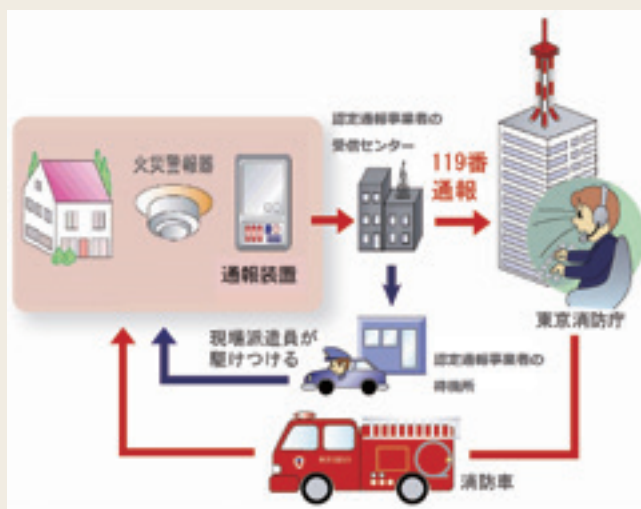 認定通報事業者の
受信センター
火災警報器
119番
通報
通報装置
東京消防庁
現場派遣員が
駆けつける
認定通報事業者の
待機所
消防車